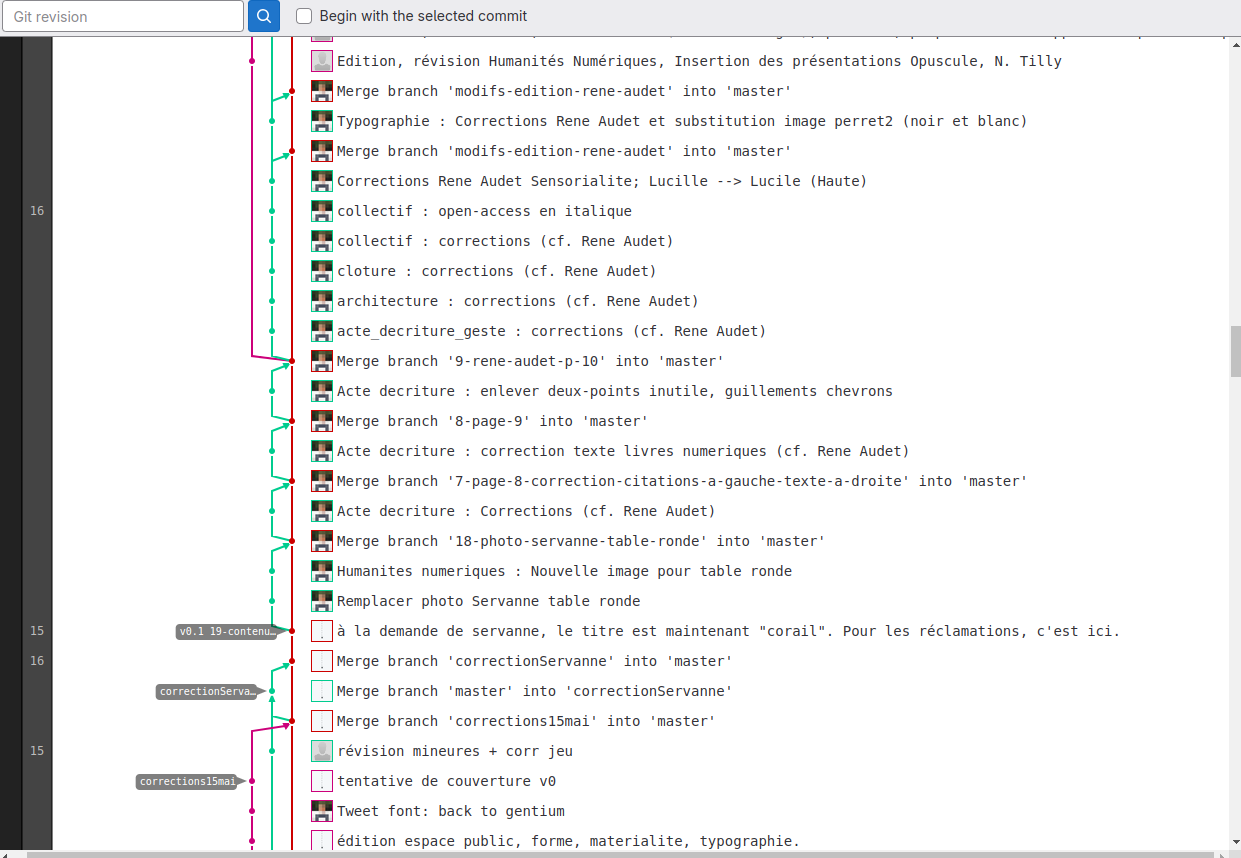 Git revision
Begin with the selected commit
Edition, révision Humanités Numériques, Insertion des présentations Opuscule, N. Tilly
Merge branch 'modifs-edition-rene-audet' into 'master'
Typographie : Corrections Rene Audet et substitution image perret2 (noir et blanc)
Merge branch 'modifs-edition-rene-audet' into 'master'
Corrections Rene Audet Sensorialite; Lucille --> Lucile (Haute)
16 collectif : open-access en italique
collectif : corrections (cf. Rene Audet)
cloture : corrections (cf. Rene Audet)
architecture : corrections (cf. Rene Audet)
acte_decriture_geste : corrections (cf. Rene Audet)
Merge branch '9-rene-audet-p-10' into 'master'
Acte decriture : enlever deux-points inutile, guillements chevrons
Merge branch '8-page-9' into 'master'
Acte decriture : correction texte livres numeriques (cf. Rene Audet)
Merge branch '7-page-8-correction-citations-a-gauche-texte-a-droite' into 'master'
Acte decriture : Corrections (cf. Rene Audet)
Merge branch '18-photo-servanne-table-ronde' into 'master'
Humanites numeriques : Nouvelle image pour table ronde
Remplacer photo Servanne table ronde
15 v0.1 19-contenu… à la demande de servanne, le titre est maintenant "corail". Pour les réclamations, c'est ici.
16 Merge branch 'correctionServanne' into 'master'
correctionServa… Merge branch 'master' into 'correctionServanne'
Merge branch 'corrections15mai' into 'master'
15 révision mineures + corr jeu
corrections15mai tentative de couverture v0
Tweet font: back to gentium
édition espace public, forme, materialite, typographie.